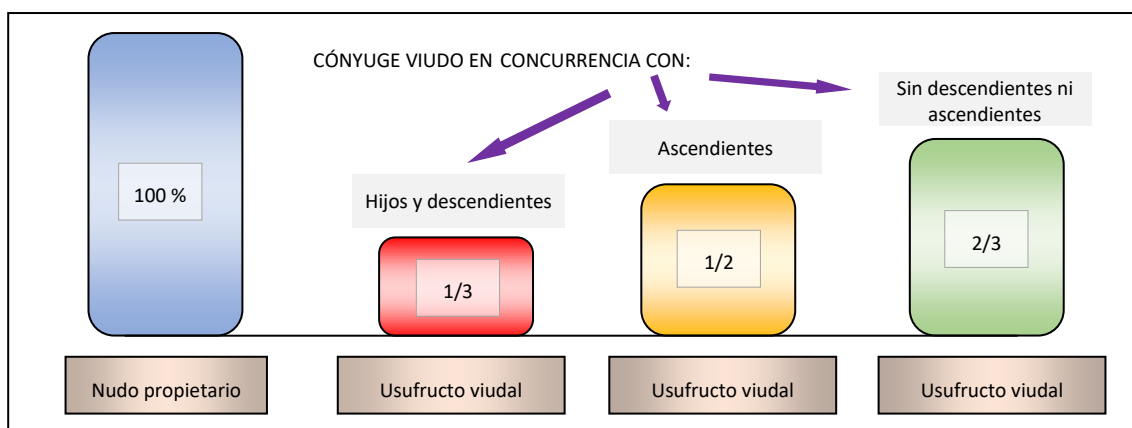 CÓNYUGE VIUDO EN CONCURRENCIA CON:
Sin descendientes ni
ascendientes
Ascendientes
Hijos y descendientes
100 %
1/3
1/2
2/3
Nudo propietario
Usufructo viudal
Usufructo viudal
Usufructo viudal